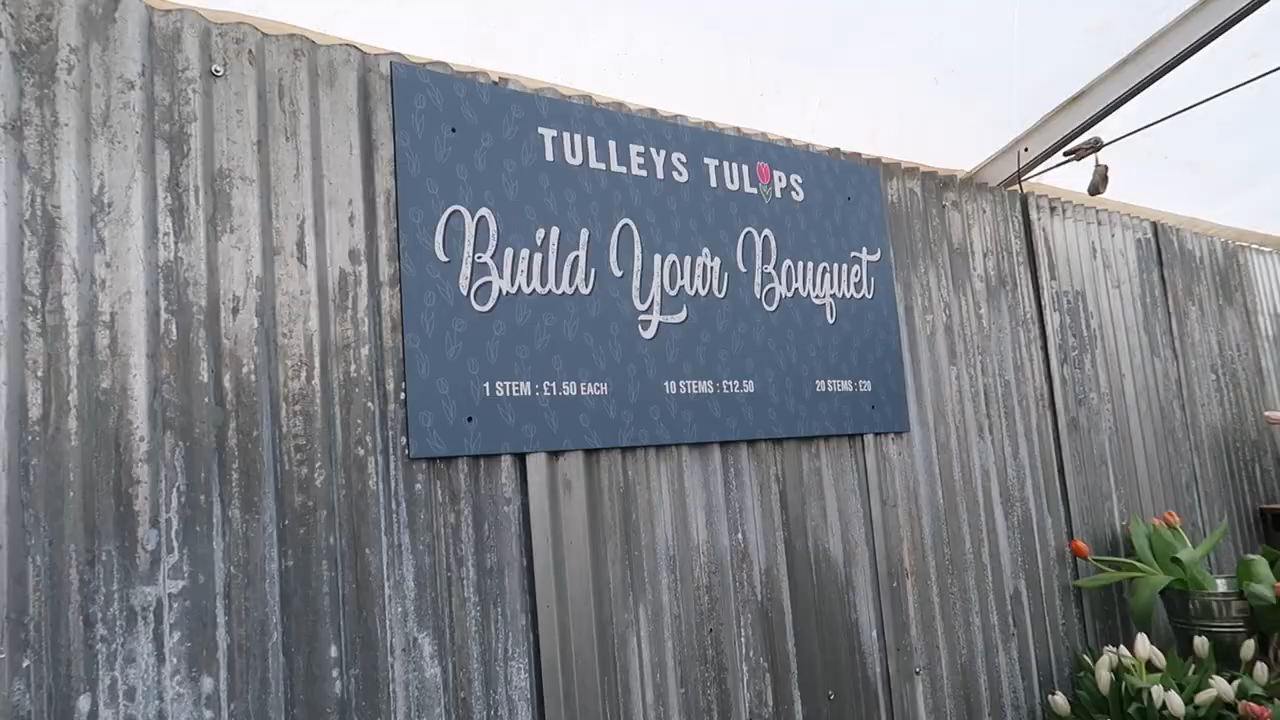 TULLEYS TULIPS
Build Your Bouquet
1 STEM : £1.50 EACH 10 STEMS : £12.50 20 STEMS : £20